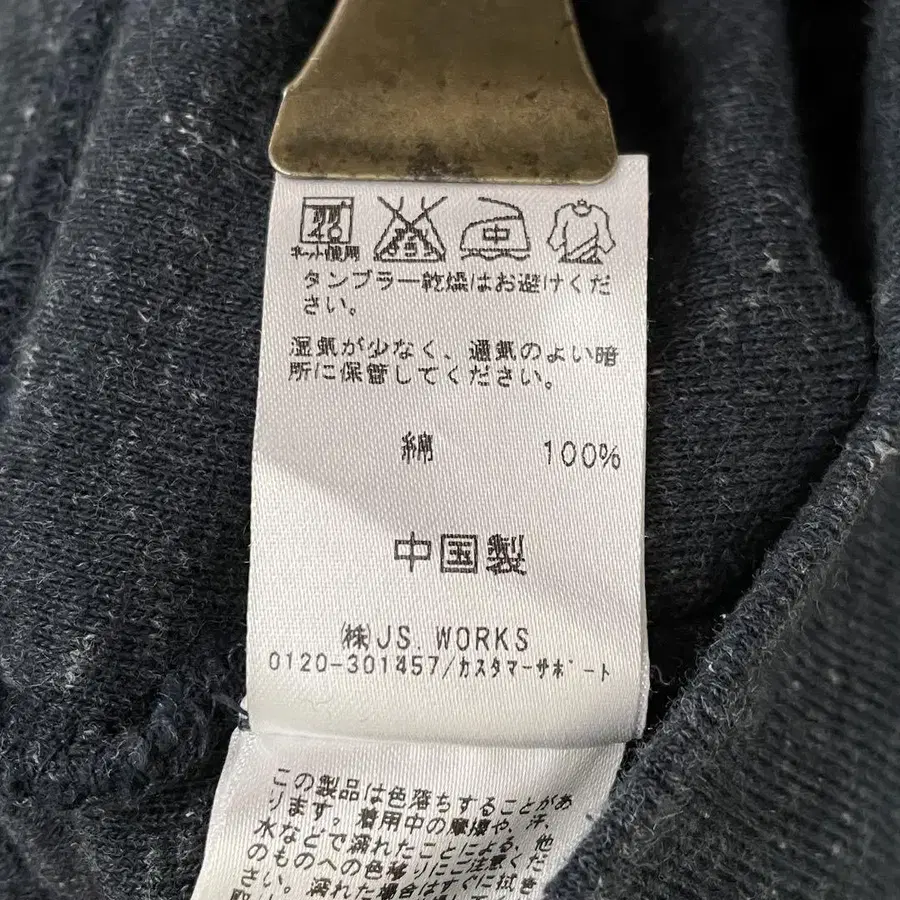 弱
40
ネット使用
中
タンブラー乾燥はお避けくだ
さい。
湿気が少なく、通気のよい暗
所に保管してください。
綿 100%
中国製
㈱JS. WORKS
0120-301457/カスタマーサポート
この製品は色落ちすることがあ
ります。着用中の摩擦や、汗、
水などで濡れたことによる、他
のものへの色移りにご注意くだ
さい。濡れた場合はすぐに拭き
取